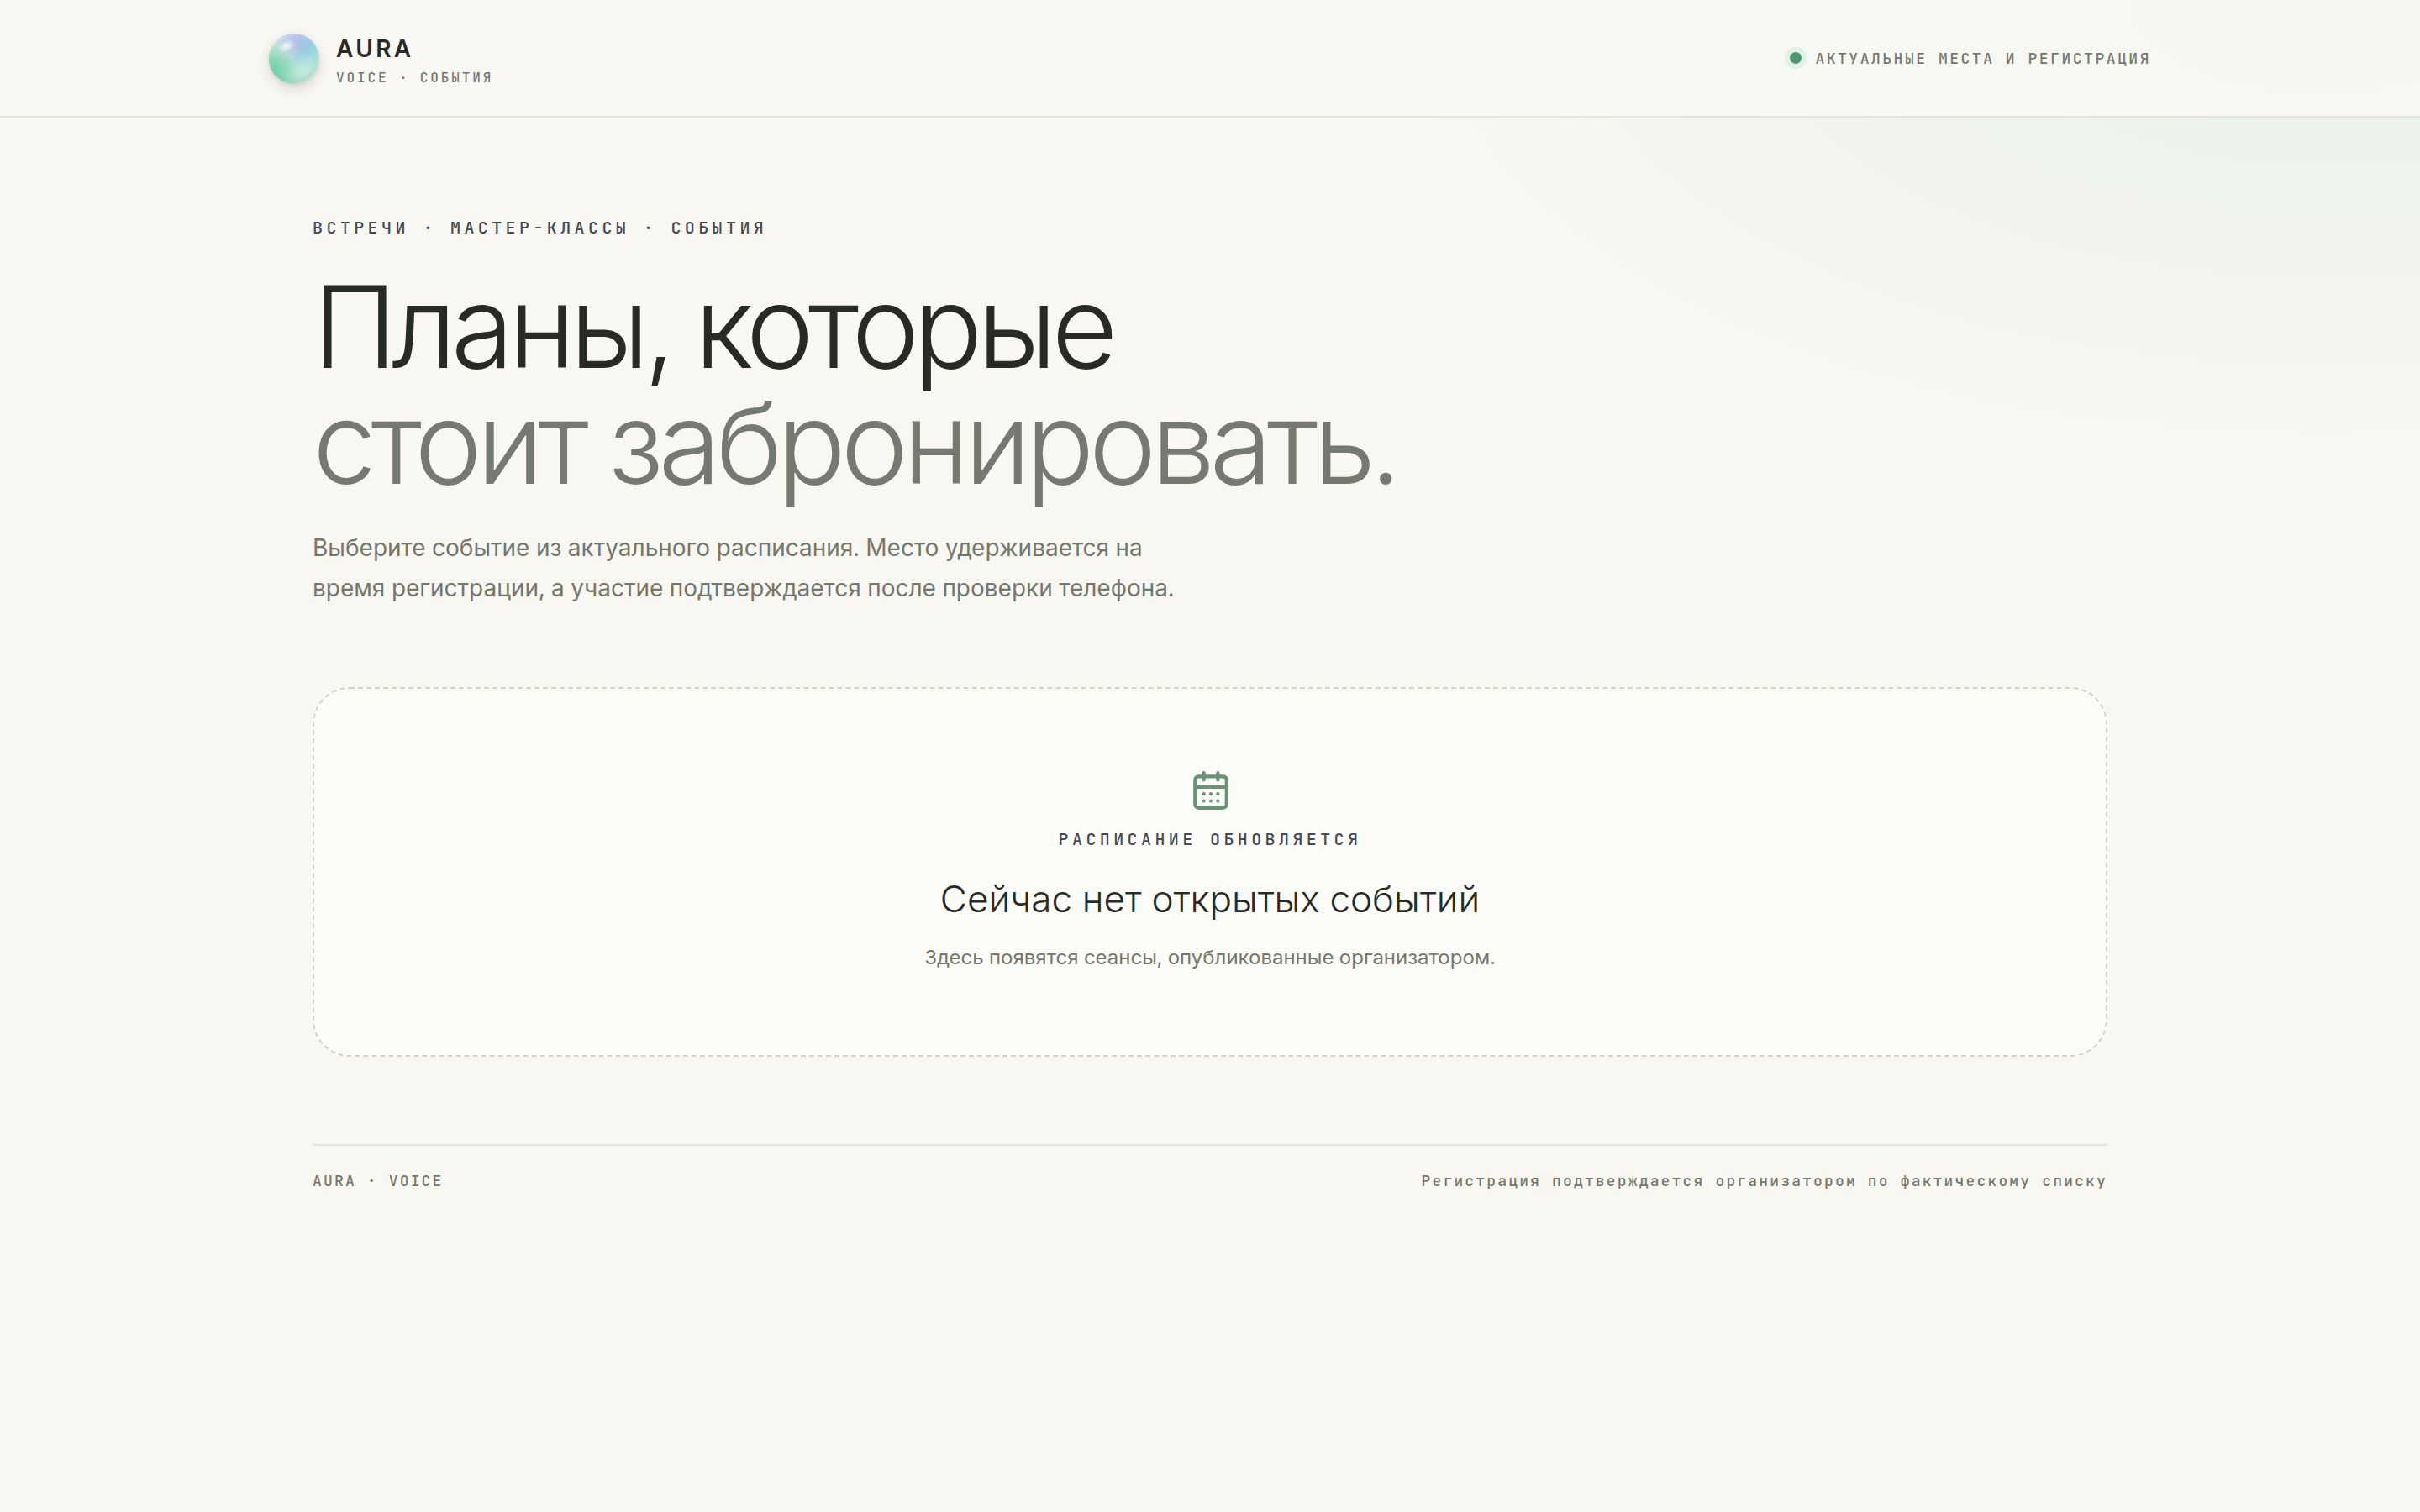 AURA
VOICE · СОБЫТИЯ
АКТУАЛЬНЫЕ МЕСТА И РЕГИСТРАЦИЯ
ВСТРЕЧИ · МАСТЕР-КЛАССЫ · СОБЫТИЯ
Планы, которые
стоит забронировать.
Выберите событие из актуального расписания. Место удерживается на
время регистрации, а участие подтверждается после проверки телефона.
РАСПИСАНИЕ ОБНОВЛЯЕТСЯ
Сейчас нет открытых событий
Здесь появятся сеансы, опубликованные организатором.
AURA · VOICE
Регистрация подтверждается организатором по фактическому списку